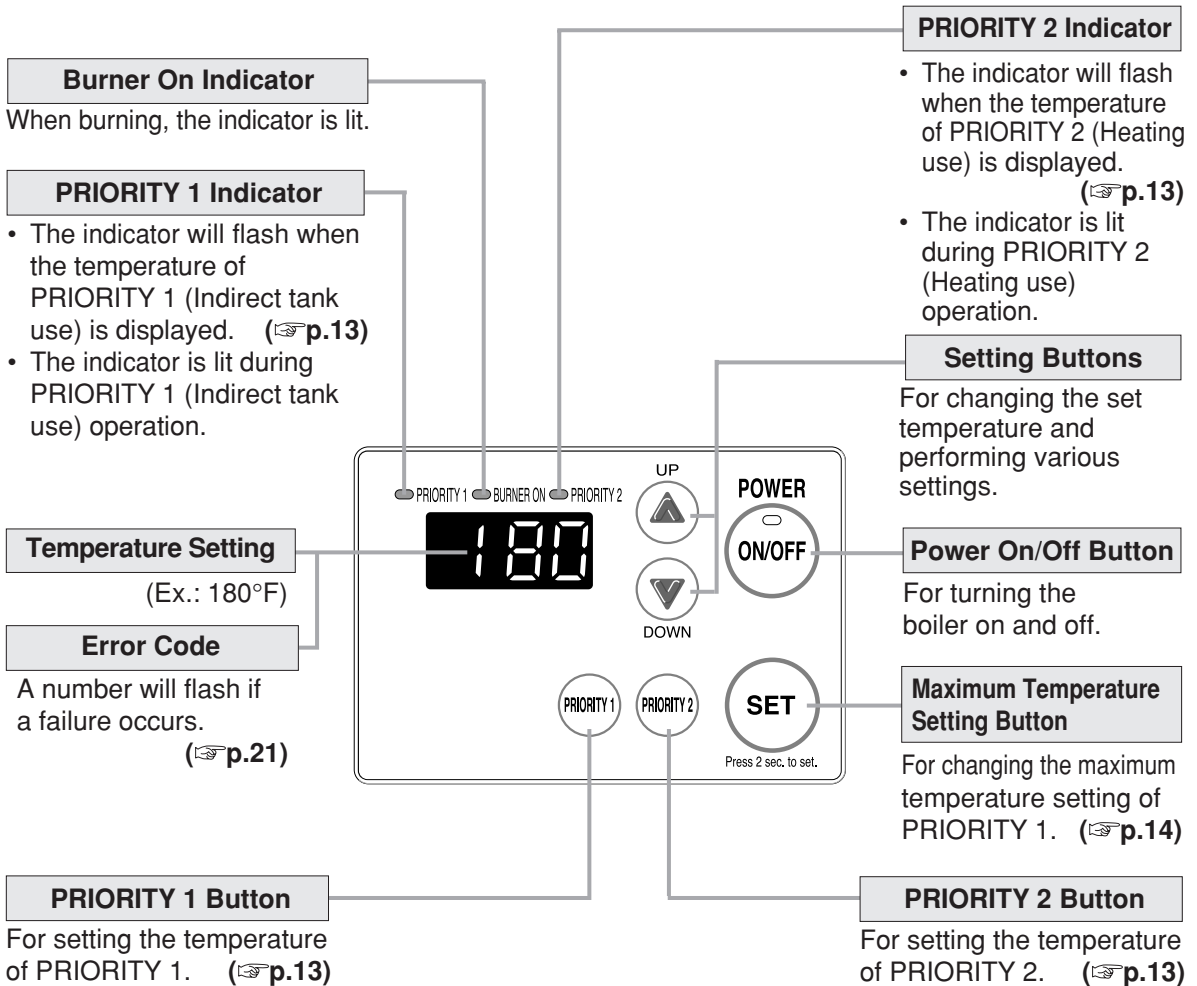 Burner On Indicator
When burning, the indicator is lit.
PRIORITY 1 Indicator
• The indicator will flash when
the temperature of
PRIORITY 1 (Indirect tank
use) is displayed. (☞p.13)
• The indicator is lit during
PRIORITY 1 (Indirect tank
use) operation.
PRIORITY 2 Indicator
• The indicator will flash
when the temperature
of PRIORITY 2 (Heating
use) is displayed.
(☞p.13)
• The indicator is lit
during PRIORITY 2
(Heating use)
operation.
Setting Buttons
For changing the set
temperature and
performing various
settings.
Temperature Setting
(Ex.: 180°F)
Error Code
A number will flash if
a failure occurs.
(☞p.21)
PRIORITY 1 BURNER ON PRIORITY 2
180
UP
DOWN
POWER
ON/OFF
PRIORITY 1
PRIORITY 2
SET
Press 2 sec. to set.
Power On/Off Button
For turning the
boiler on and off.
Maximum Temperature
Setting Button
For changing the maximum
temperature setting of
PRIORITY 1. (☞p.14)
PRIORITY 1 Button
For setting the temperature
of PRIORITY 1. (☞p.13)
PRIORITY 2 Button
For setting the temperature
of PRIORITY 2. (☞p.13)